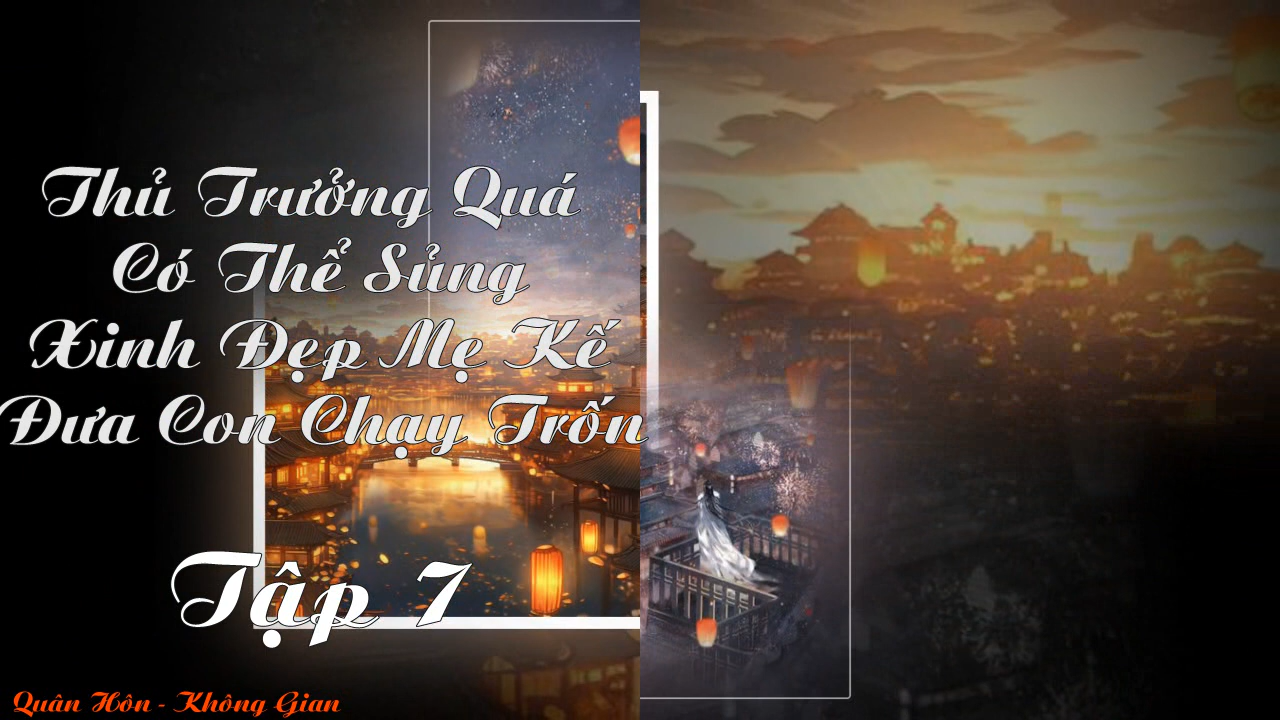 Thủ Trưởng Quá
Có Thể Sủng
Xinh Đẹp Mẹ Kế
Đưa Con Chạy Trốn
Tập 7
Quân Hôn - Không Gian